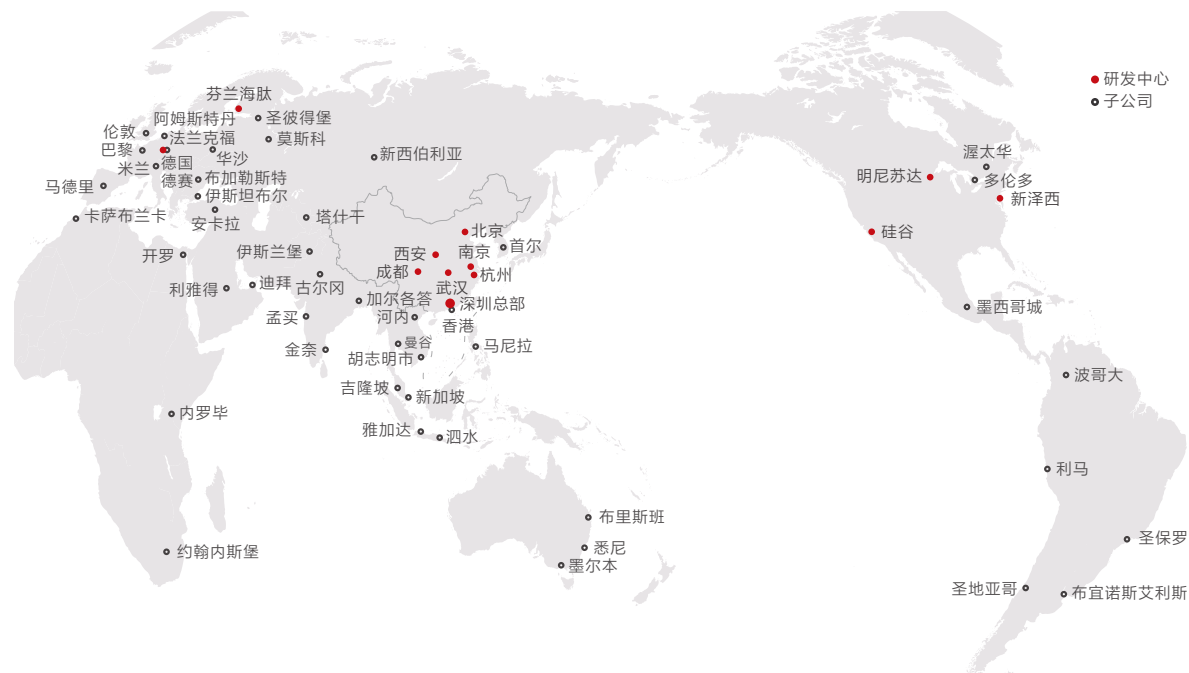 研发中心
子公司
芬兰海肽
阿姆斯特丹
圣彼得堡
伦敦
法兰克福
莫斯科
巴黎
华沙
新西伯利亚
米兰
德国
德赛
布加勒斯特
马德里
伊斯坦布尔
卡萨布兰卡
安卡拉
塔什干
开罗
伊斯兰堡
利雅得
迪拜
古尔冈
孟买
金奈
加尔各答
北京
首尔
西安
南京
成都
杭州
武汉
深圳总部
香港
河内
曼谷
胡志明市
马尼拉
吉隆坡
新加坡
雅加达
泗水
内罗毕
约翰内斯堡
布里斯班
悉尼
墨尔本
渥太华
明尼苏达
多伦多
新泽西
硅谷
墨西哥城
波哥大
利马
圣保罗
圣地亚哥
布宜诺斯艾利斯